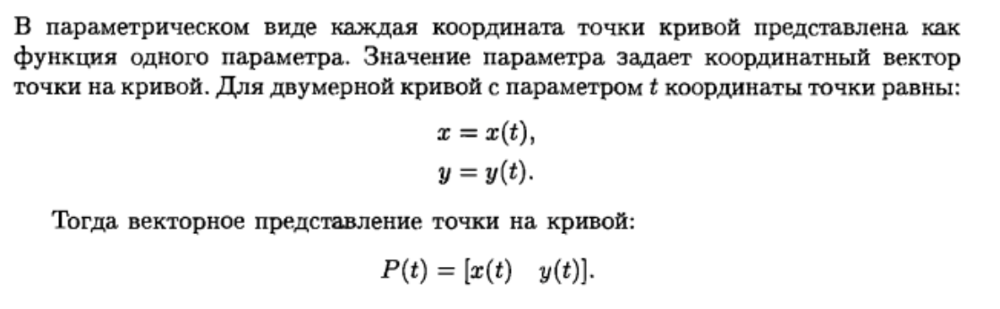 В параметрическом виде каждая координата точки кривой представлена как
функция одного параметра. Значение параметра задает координатный вектор
точки на кривой. Для двумерной кривой с параметром t координаты точки равны:
x = x(t),
y = y(t).
Тогда векторное представление точки на кривой:
P(t) = [x(t) y(t)].